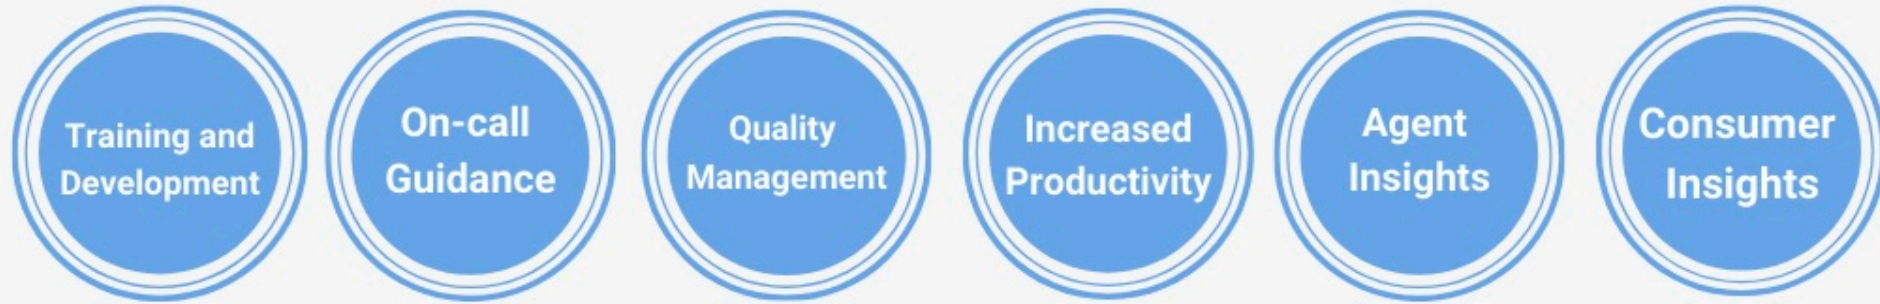 Training and
Development
On-call
Guidance
Quality
Management
Increased
Productivity
Agent
Insights
Consumer
Insights